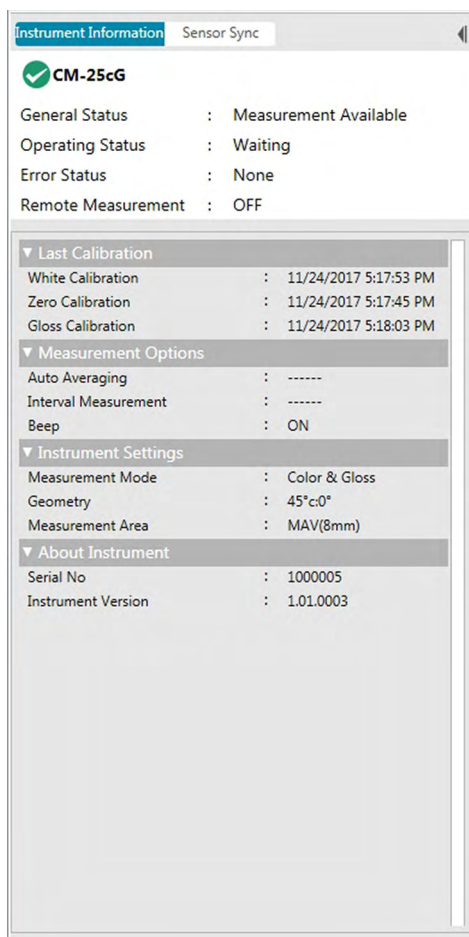 Instrument Information Sensor Sync
CM-25cG
General Status : Measurement Available
Operating Status : Waiting
Error Status : None
Remote Measurement : OFF
▼ Last Calibration
White Calibration : 11/24/2017 5:17:53 PM
Zero Calibration : 11/24/2017 5:17:45 PM
Gloss Calibration : 11/24/2017 5:18:03 PM
▼ Measurement Options
Auto Averaging : ------
Interval Measurement : ------
Beep : ON
▼ Instrument Settings
Measurement Mode : Color & Gloss
Geometry : 45°c:0°
Measurement Area : MAV(8mm)
▼ About Instrument
Serial No : 1000005
Instrument Version : 1.01.0003